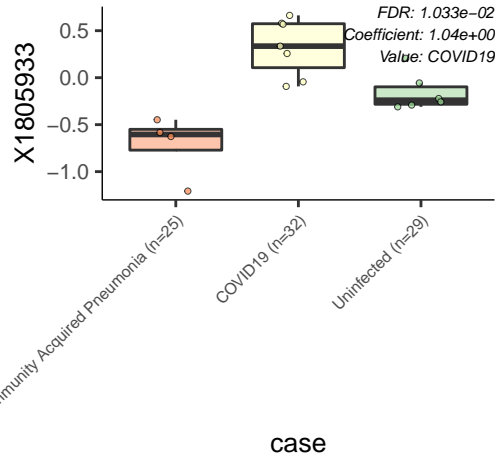 FDR: 1.033e−02
Coefficient: 1.04e+00
Value: COVID19
X1805933
0.5
0.0
−0.5
−1.0
Acquired Pneumonia (n=25)
COVID19 (n=32)
Uninfected (n=29)
case